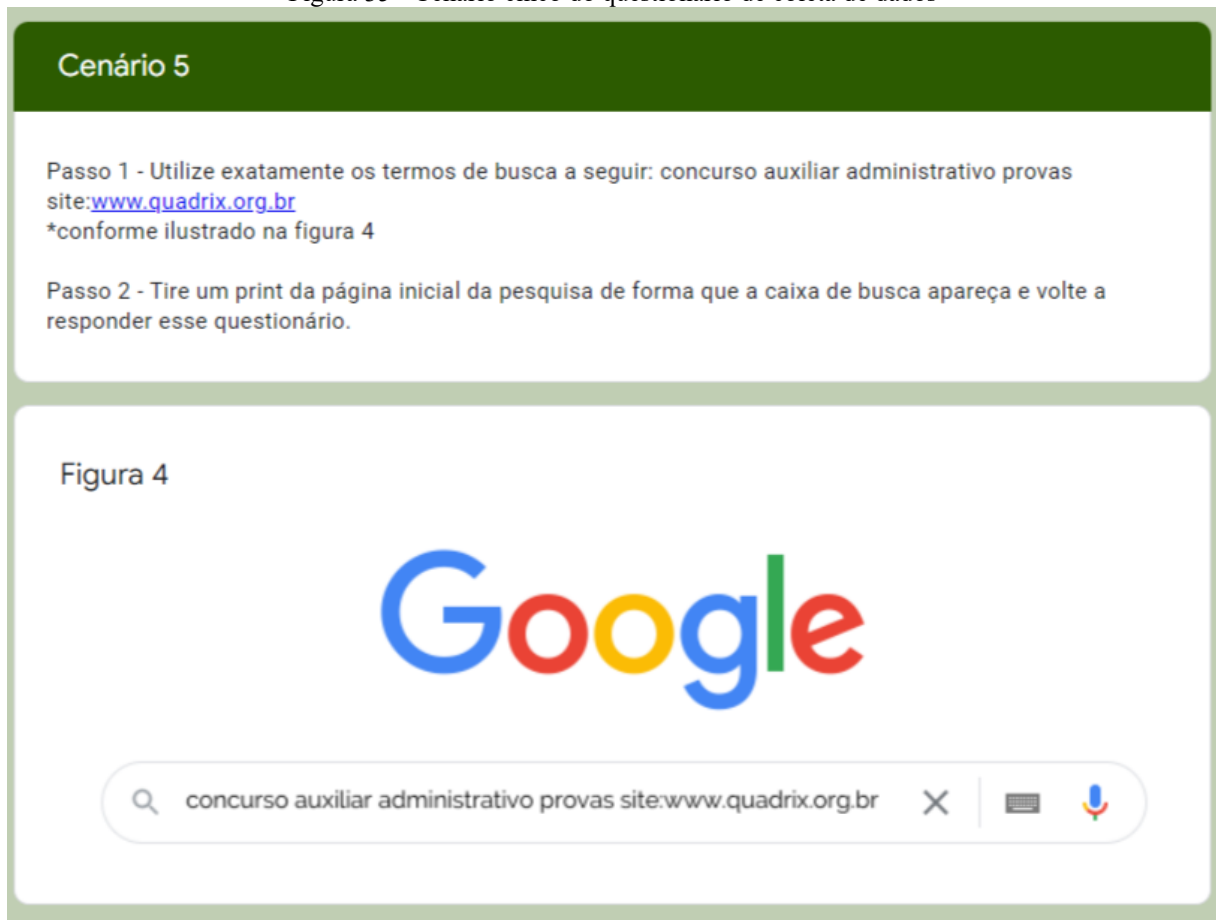 Cenário 5
Passo 1 - Utilize exatamente os termos de busca a seguir: concurso auxiliar administrativo provas
site:www.quadrix.org.br
*conforme ilustrado na figura 4
Passo 2 - Tire um print da página inicial da pesquisa de forma que a caixa de busca apareça e volte a
responder esse questionário.
Figura 4
Google
concurso auxiliar administrativo provas site:www.quadrix.org.br